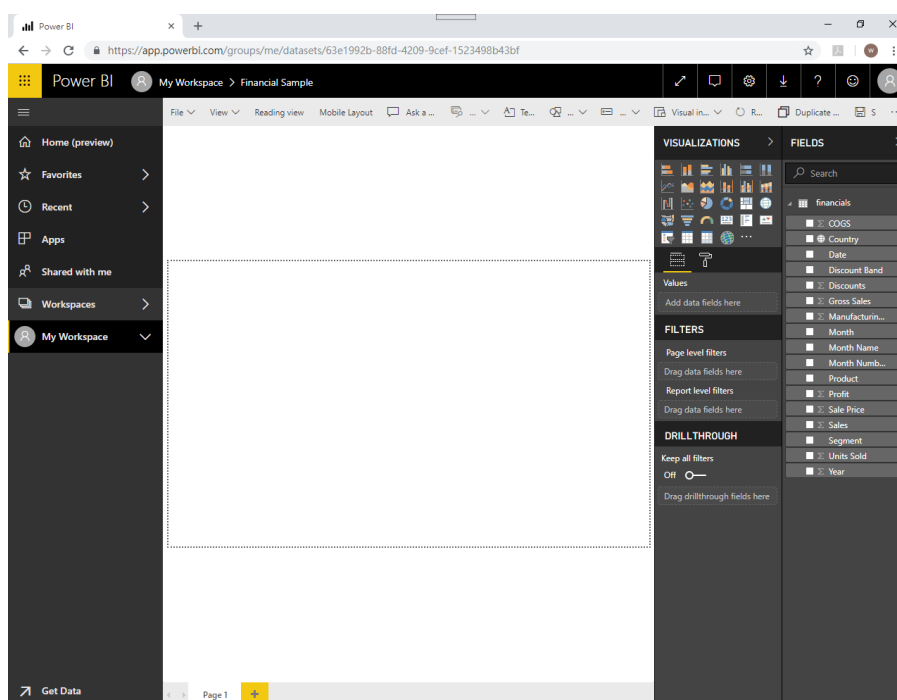 Power BI
https://app.powerbi.com/groups/me/datasets/63e1992b-88fd-4209-9cef-1523498b43bf
W
Power BI My Workspace > Financial Sample ?
File View Reading view Mobile Layout Ask a ... ... Te... ... ... Visual in... R... Duplicate ... S ...
Home (preview)
Favorites
Recent
Apps
Shared with me
Workspaces
My Workspace
Get Data
Page 1 +
VISUALIZATIONS
Values
Add data fields here
FILTERS
Page level filters
Drag data fields here
Report level filters
Drag data fields here
DRILLTHROUGH
Keep all filters
Off
Drag drillthrough fields here
FIELDS
Search
financials
Σ COGS
Country
Date
Discount Band
Σ Discounts
Σ Gross Sales
Σ Manufacturin...
Month
Month Name
Month Numb...
Product
Σ Profit
Σ Sale Price
Σ Sales
Segment
Σ Units Sold
Σ Year